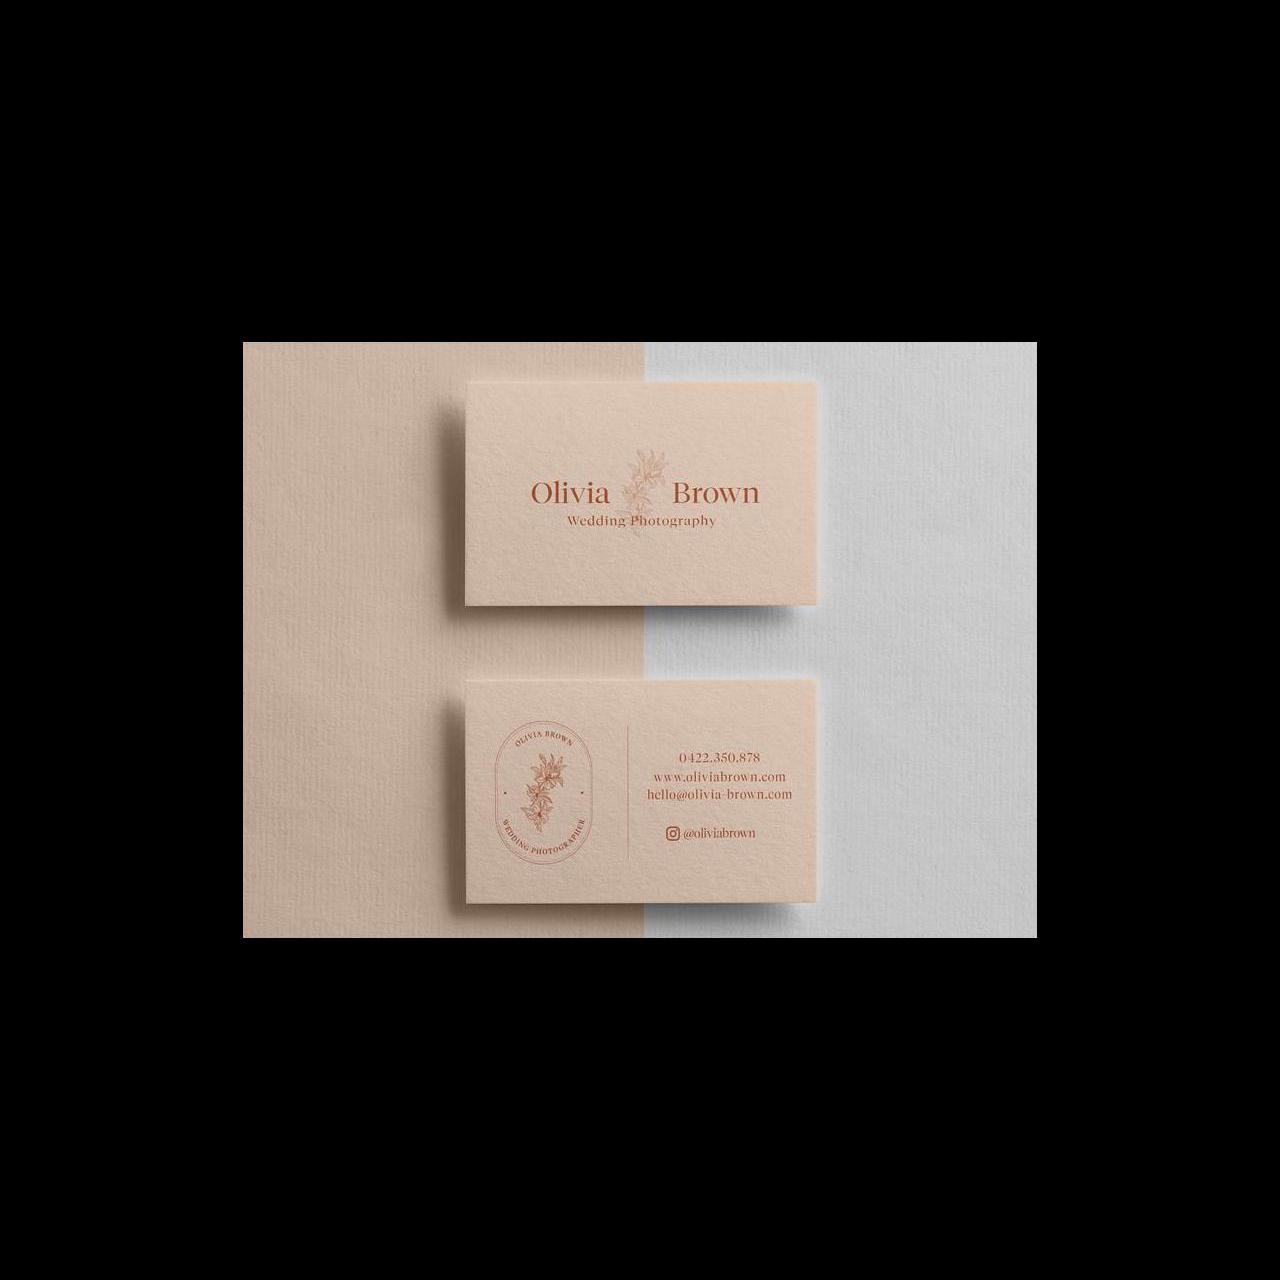 Olivia Brown
Wedding Photography
OLIVIA BROWN
WEDDING PHOTOGRAPHER
0422.350.878
www.oliviabrown.com
hello@olivia-brown.com
@oliviabrown